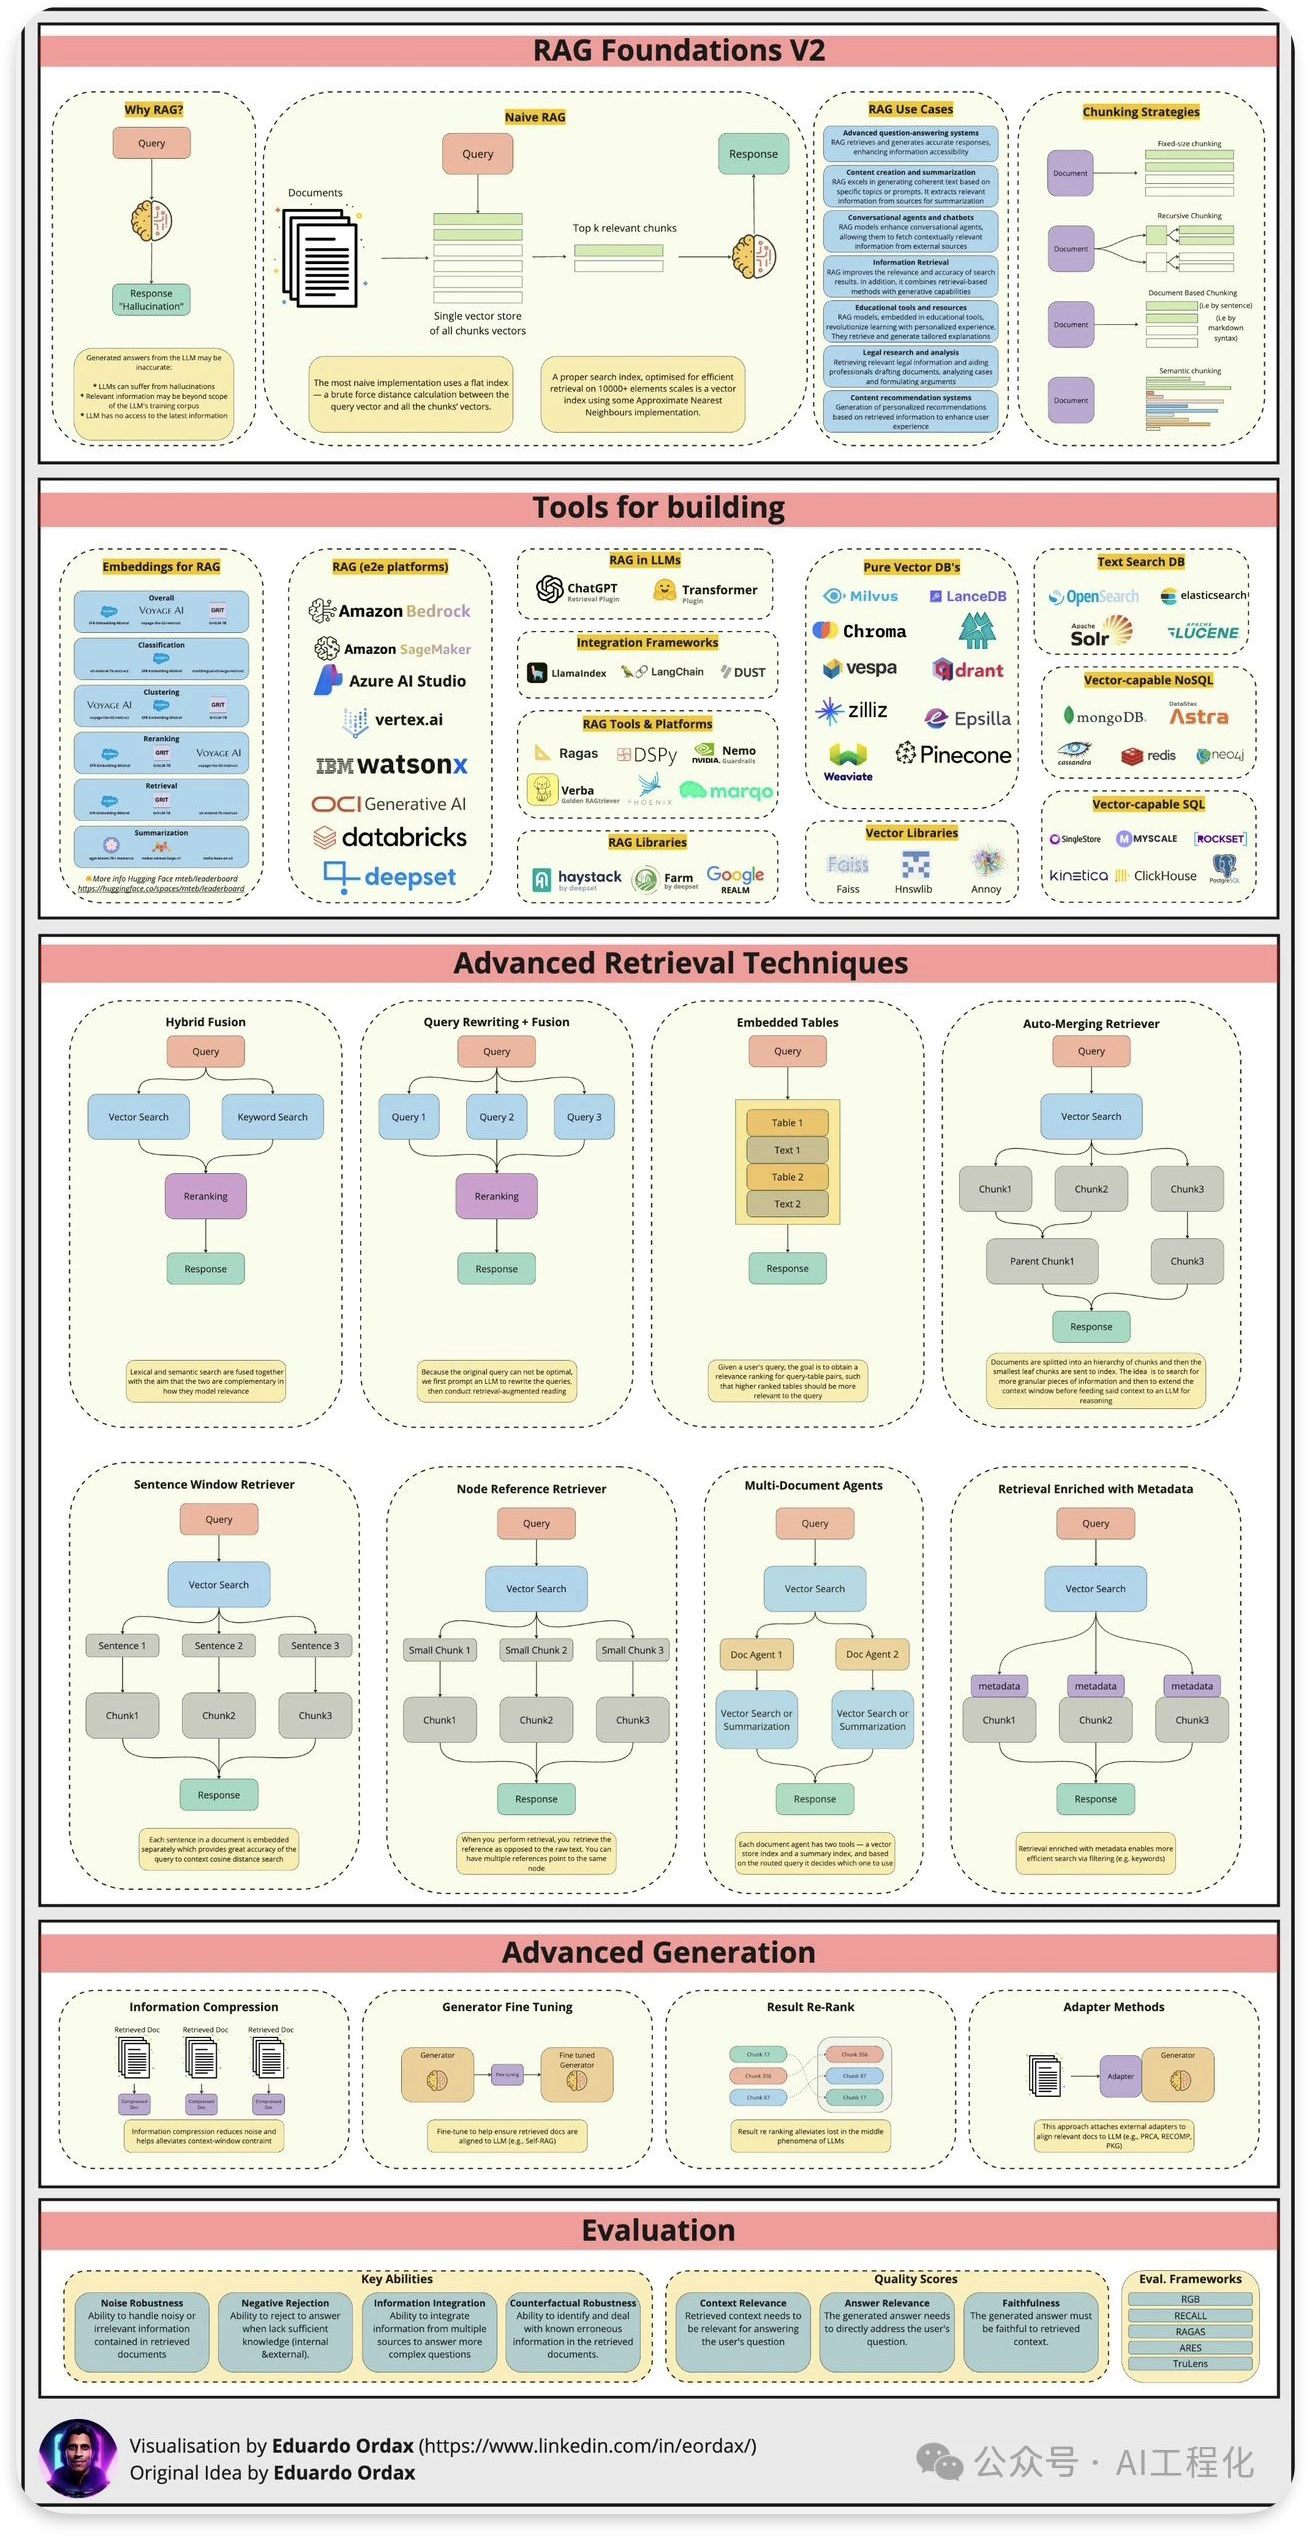 RAG Foundations V2
Why RAG?
Query
Response
"Hallucination"
Generated answers from the LLM may be
inaccurate:
* LLMs can suffer from hallucinations
* Relevant information may be beyond scope
of the LLM's training corpus
* LLM has no access to the latest information
Naive RAG
Documents
Query
Response
Top k relevant chunks
Single vector store
of all chunks vectors
The most naive implementation uses a flat index
— a brute force distance calculation between the
query vector and all the chunks' vectors.
A proper search index, optimised for efficient
retrieval on 10000+ elements scales is a vector
index using some Approximate Nearest
Neighbours implementation.
RAG Use Cases
Advanced question-answering systems
RAG retrieves and generates accurate responses,
enhancing information accessibility
Content creation and summarization
RAG excels in generating coherent text based on
specific topics or prompts. It extracts relevant
information from sources for summarization
Conversational agents and chatbots
RAG models enhance conversational agents,
allowing them to fetch contextually relevant
information from external sources
Information Retrieval
RAG improves the relevance and accuracy of search
results. In addition, it combines retrieval-based
methods with generative capabilities
Educational tools and resources
RAG models, embedded in educational tools,
revolutionize learning with personalized experience.
They retrieve and generate tailored explanations
Legal research and analysis
Retrieving relevant legal information and aiding
professionals drafting documents, analyzing cases
and formulating arguments
Content recommendation systems
Generation of personalized recommendations
based on retrieved information to enhance user
experience
Chunking Strategies
Fixed-size chunking
Document
Recursive Chunking
Document
Document Based Chunking
(i.e by sentence)
(i.e by
markdown
syntax)
Document
Semantic chunking
Document
Tools for building
Embeddings for RAG
Overall
VOYAGE AI
GRIT
SFR-Embedding-Mistral
voyage-lite-02-instruct
GritLM-7B
Classification
SFR-Embedding-Mistral
Clustering
VOYAGE AI
GRIT
voyage-lite-02-instruct
SFR-Embedding-Mistral
GritLM-7B
Reranking
GRIT
VOYAGE AI
SFR-Embedding-Mistral
GritLM-7B
voyage-lite-02-instruct
Retrieval
GRIT
SFR-Embedding-Mistral
GritLM-7B
Summarization
More info Hugging Face mteb/leaderboard
https://huggingface.co/spaces/mteb/leaderboard
RAG (e2e platforms)
Amazon Bedrock
Amazon SageMaker
Azure AI Studio
vertex.ai
IBM watsonx
OCI Generative AI
databricks
deepset
RAG in LLMs
ChatGPT
Retrieval Plugin
Transformer
Plugin
Integration Frameworks
LlamaIndex
LangChain
DUST
RAG Tools & Platforms
Ragas
DSPy
NVIDIA.
Nemo
Guardrails
Verba
Golden RAGtriever
PHOENIX
marqo
RAG Libraries
haystack
by deepset
Farm
by deepset
Google
REALM
Pure Vector DB's
Milvus
LanceDB
Chroma
vespa
qdrant
zilliz
Epsilla
Weaviate
Pinecone
Vector Libraries
Faiss
Faiss
Hnswlib
Annoy
Text Search DB
OpenSearch
elasticsearch
Apache
Solr
APACHE
LUCENE
Vector-capable NoSQL
mongoDB.
DataStax
Astra
cassandra
redis
neo4j
Vector-capable SQL
SingleStore
MYSCALE
ROCKSET
kinetica
ClickHouse
PostgreSQL
Advanced Retrieval Techniques
Hybrid Fusion
Query
Vector Search
Keyword Search
Reranking
Response
Lexical and semantic search are fused together
with the aim that the two are complementary in
how they model relevance
Query Rewriting + Fusion
Query
Query 1
Query 2
Query 3
Reranking
Response
Because the original query can not be optimal,
we first prompt an LLM to rewrite the queries,
then conduct retrieval-augmented reading
Embedded Tables
Query
Table 1
Text 1
Table 2
Text 2
Response
Given a user's query, the goal is to obtain a
relevance ranking for query-table pairs, such
that higher ranked tables should be more
relevant to the query
Auto-Merging Retriever
Query
Vector Search
Chunk1
Chunk2
Chunk3
Parent Chunk1
Chunk3
Response
Documents are splitted into an hierarchy of chunks and then the
smallest leaf chunks are sent to index. The idea is to search for
more granular pieces of information and then to extend the
context window before feeding said context to an LLM for
reasoning
Sentence Window Retriever
Query
Vector Search
Sentence 1
Sentence 2
Sentence 3
Chunk1
Chunk2
Chunk3
Response
Each sentence in a document is embedded
separately which provides great accuracy of the
query to context cosine distance search
Node Reference Retriever
Query
Vector Search
Small Chunk 1
Small Chunk 2
Small Chunk 3
Chunk1
Chunk2
Chunk3
Response
When you perform retrieval, you retrieve the
reference as opposed to the raw text. You can
have multiple references point to the same
node
Multi-Document Agents
Query
Vector Search
Doc Agent 1
Doc Agent 2
Vector Search or
Summarization
Vector Search or
Summarization
Response
Each document agent has two tools — a vector
store index and a summary index, and based
on the routed query it decides which one to use
Retrieval Enriched with Metadata
Query
Vector Search
metadata
metadata
metadata
Chunk1
Chunk2
Chunk3
Response
Retrieval enriched with metadata enables more
efficient search via filtering (e.g. keywords)
Advanced Generation
Information Compression
Retrieved Doc
Retrieved Doc
Retrieved Doc
Compressed
Doc
Compressed
Doc
Compressed
Doc
Information compression reduces noise and
helps alleviates context-window contraint
Generator Fine Tuning
Generator
Fine tuning
Fine tuned
Generator
Fine-tune to help ensure retrieved docs are
aligned to LLM (e.g., Self-RAG)
Result Re-Rank
Chunk 17
Chunk 356
Chunk 87
Chunk 356
Chunk 87
Chunk 17
Result re ranking alleviates lost in the middle
phenomena of LLMs
Adapter Methods
Adapter
Generator
This approach attaches external adapters to
align relevant docs to LLM (e.g., PRCA, RECOMP,
PKG)
Evaluation
Key Abilities
Noise Robustness
Ability to handle noisy or
irrelevant information
contained in retrieved
documents
Negative Rejection
Ability to reject to answer
when lack sufficient
knowledge (internal
&external).
Information Integration
Ability to integrate
information from multiple
sources to answer more
complex questions
Counterfactual Robustness
Ability to identify and deal
with known erroneous
information in the retrieved
documents.
Quality Scores
Context Relevance
Retrieved context needs to
be relevant for answering
the user's question
Answer Relevance
The generated answer needs
to directly address the user's
question.
Faithfulness
The generated answer must
be faithful to retrieved
context.
Eval. Frameworks
RGB
RECALL
RAGAS
ARES
TruLens
Visualisation by Eduardo Ordax (https://www.linkedin.com/in/eordax/)
Original Idea by Eduardo Ordax
公众号 · AI工程化